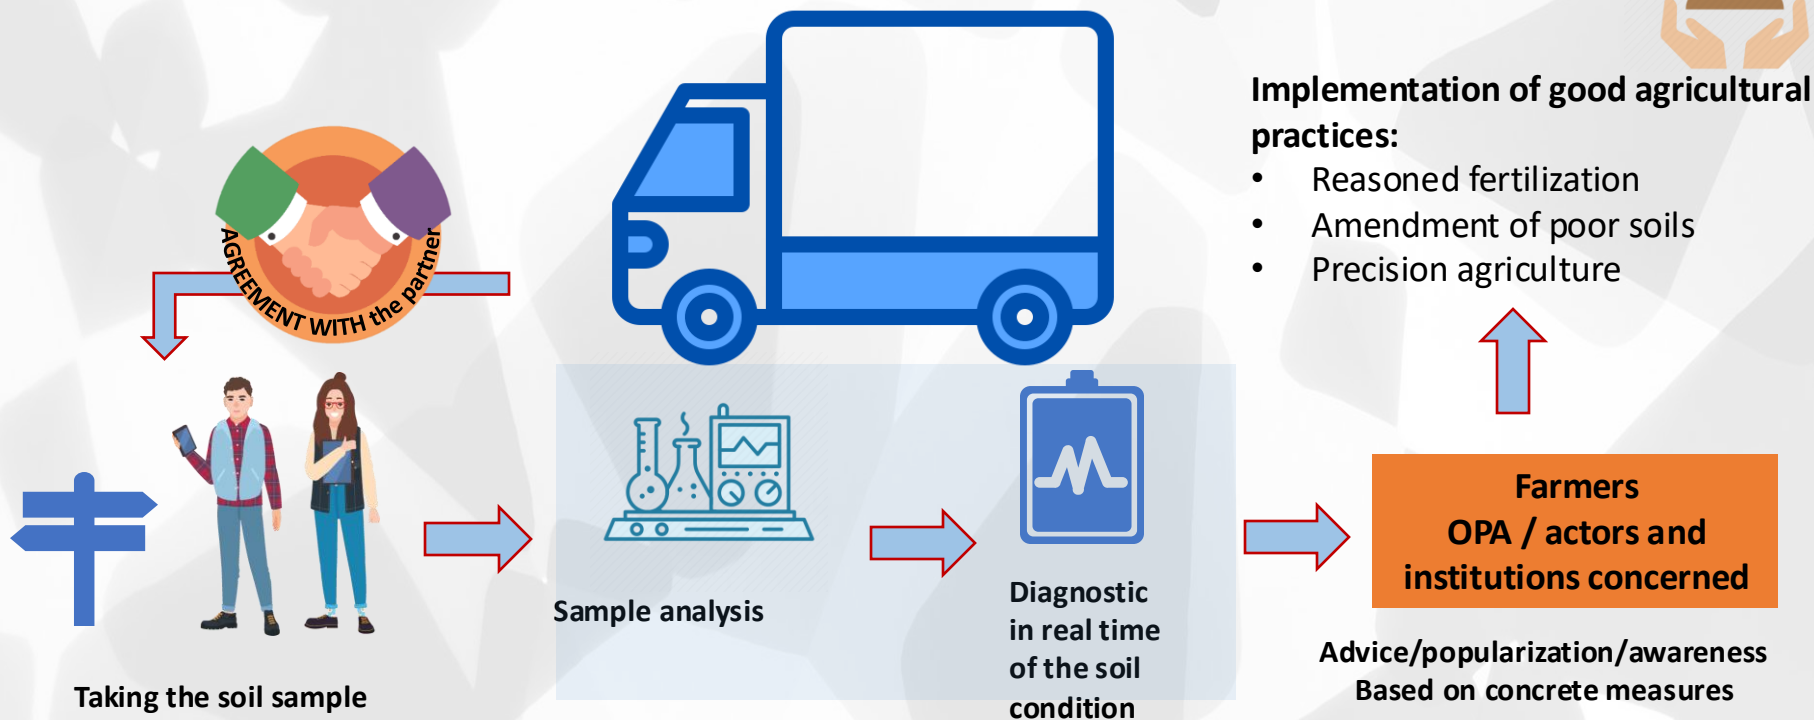 AGREEMENT WITH the partner
Taking the soil sample
Sample analysis
Diagnostic
in real time
of the soil
condition
Farmers
OPA / actors and
institutions concerned
Advice/popularization/awareness
Based on concrete measures
Implementation of good agricultural
practices:
• Reasoned fertilization
• Amendment of poor soils
• Precision agriculture